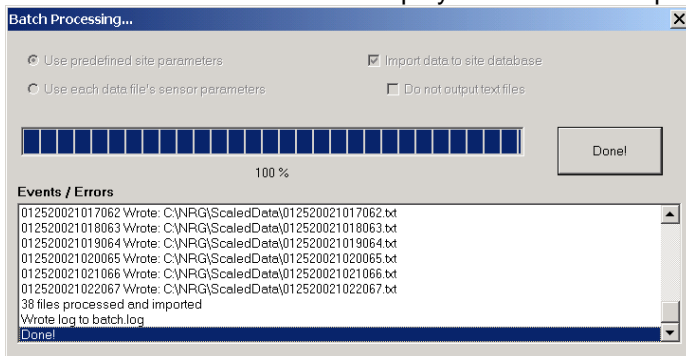 Batch Processing...
Use predefined site parameters
Import data to site database
Use each data file's sensor parameters
Do not output text files
Done!
100 %
Events / Errors
012520021017062 Wrote: C:\NRG\ScaledData\012520021017062.txt
012520021018063 Wrote: C:\NRG\ScaledData\012520021018063.txt
012520021019064 Wrote: C:\NRG\ScaledData\012520021019064.txt
012520021020065 Wrote: C:\NRG\ScaledData\012520021020065.txt
012520021021066 Wrote: C:\NRG\ScaledData\012520021021066.txt
012520021022067 Wrote: C:\NRG\ScaledData\012520021022067.txt
38 files processed and imported
Wrote log to batch.log
Done!